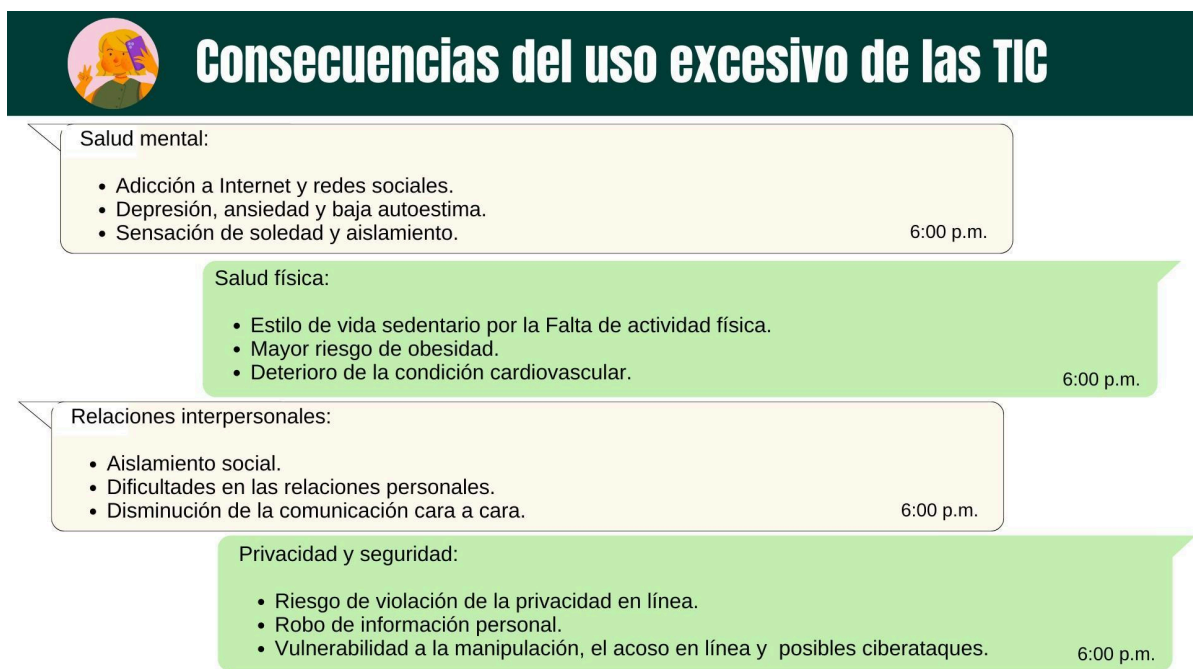 Consecuencias del uso excesivo de las TIC
Salud mental:
• Adicción a Internet y redes sociales.
• Depresión, ansiedad y baja autoestima.
• Sensación de soledad y aislamiento.
6:00 p.m.
Salud física:
• Estilo de vida sedentario por la Falta de actividad física.
• Mayor riesgo de obesidad.
• Deterioro de la condición cardiovascular.
6:00 p.m.
Relaciones interpersonales:
• Aislamiento social.
• Dificultades en las relaciones personales.
• Disminución de la comunicación cara a cara.
6:00 p.m.
Privacidad y seguridad:
• Riesgo de violación de la privacidad en línea.
• Robo de información personal.
• Vulnerabilidad a la manipulación, el acoso en línea y  posibles ciberataques.
6:00 p.m.